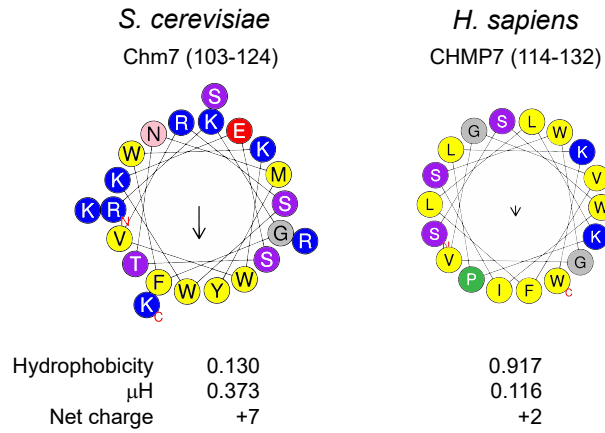 S. cerevisiae H. sapiens
Chm7 (103-124) CHMP7 (114-132)
S
N R K E
W K
K M
K R N S
V G R
T S
F W Y W
K C
G S L W
L K
S V
L W
S N K
V G
P I F W C
Hydrophobicity 0.130 0.917
μH 0.373 0.116
Net charge +7 +2